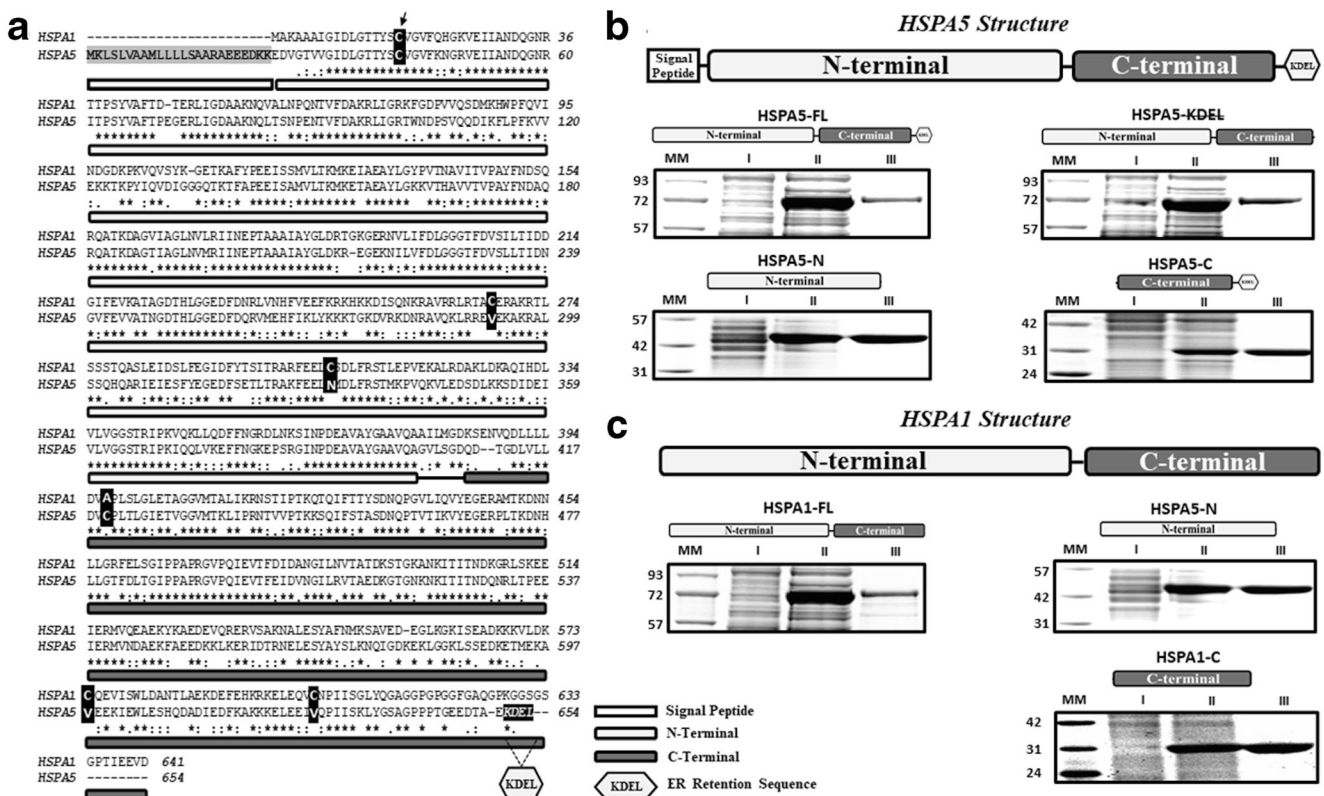 a
HSPA1 ------------------------MAKAAAIGIDLGTTYSCVGVFQHGKVEIIANDQGNR 36
HSPA5 MKLSLVAAMLLLLSAARAEEEDKKEDVGTVVGIDLGTTYSCVGVFKNGRVEIIANDQGNR 60
HSPA1 TTPSYVAFTD-TERLIGDAAKNQVALNPQNTVFDAKRLIGRKFGDPVVQSDMKHWPFQVI 95
HSPA5 ITPSYVAFTPEGERLIGDAAKNQLTSNPENTVFDAKRLIGRTWNDPSVQQDIKFLPFKVV 120
HSPA1 NDGDKPKVQVSYK-GETKAFYPEEISSMVLTKMKEIAEAYLGYPVTNAVITVPAYFNDSQ 154
HSPA5 EKKTKPYIQVDIGGGQTKTFAPEEISAMVLTKMKETAEAYLGKKVTHAVVTVPAYFNDAQ 180
HSPA1 RQATKDAGVIAGLNVLRIINEPTAAAIAYGLDRTGKGERNVLIFDLGGGTFDVSILTIDD 214
HSPA5 RQATKDAGTIAGLNVMRIINEPTAAAIAYGLDKR-EGEKNILVFDLGGGTFDVSLLTIDN 239
HSPA1 GIFEVKATAGDTHLGGEDFDNRLVNHFVEEFKRKHKKDISQNKRAVRRLRTACERAKRTL 274
HSPA5 GVFEVVATNGDTHLGGEDFDQRVMEHFIKLYKKKTGKDVRKDNRAVQKLRREVEKAKRAL 299
HSPA1 SSSTQASLEIDSLFEGIDFYTSITRARFEELCSDLFRSTLEPVEKALRDAKLDKAQIHDL 334
HSPA5 SSQHQARIEIESFYEGEDFSETLTRAKFEELNMDLFRSTMKPVQKVLEDSDLKKSDIDEI 359
HSPA1 VLVGGSTRIPKVQKLLQDFFNGRDLNKSINPDEAVAYGAAVQAAILMGDKSENVQDLLLL 394
HSPA5 VLVGGSTRIPKIQQLVKEFFNGKEPSRGINPDEAVAYGAAVQAGVLSGDQD--TGDLVLL 417
HSPA1 DVAPLSLGLETAGGVMTALIKRNSTIPTKQTQIFTTYSDNQPGVLIQVYEGERAMTKDNN 454
HSPA5 DVCPLTLGIETVGGVMTKLIPRNTVVPTKKSQIFSTASDNQPTVTIKVYEGERPLTKDNH 477
HSPA1 LLGRFELSGIPPAPRGVPQIEVTFDIDANGILNVTATDKSTGKANKITITNDKGRLSKEE 514
HSPA5 LLGTFDLTGIPPAPRGVPQIEVTFEIDVNGILRVTAEDKGTGNKNKITITNDQNRLTPEE 537
HSPA1 IERMVQEAEKYKAEDEVQRERVSAKNALESYAFNMKSAVED-EGLKGKISEADKKKVLDK 573
HSPA5 IERMVNDAEKFAEEDKKLKERIDTRNELESYAYSLKNQIGDKEKLGGKLSSEDKETMEKA 597
HSPA1 CQEVISWLDANTLAEKDEFEHKRKELEQVCNPIISGLYQGAGGPGPGGFGAQGPKGGSGS 633
HSPA5 VEEKIEWLESHQDADIEDFKAKKKELEEIVQPIISKLYGSAGPPPTGEEDTA-EKDEL-- 654
HSPA1 GPTIEEVD 641
HSPA5 -------- 654
KDEL
Signal Peptide
N-Terminal
C-Terminal
KDEL ER Retention Sequence
b
HSPA5 Structure
Signal Peptide N-terminal C-terminal KDEL
HSPA5-FL
N-terminal C-terminal KDEL
MM I II III
93
72
57
HSPA5-KDEL
N-terminal C-terminal
MM I II III
93
72
57
HSPA5-N
N-terminal
MM I II III
57
42
31
HSPA5-C
C-terminal KDEL
MM I II III
42
31
24
c
HSPA1 Structure
N-terminal C-terminal
HSPA1-FL
N-terminal C-terminal
MM I II III
93
72
57
HSPA5-N
N-terminal
MM I II III
57
42
31
HSPA1-C
C-terminal
MM I II III
42
31
24